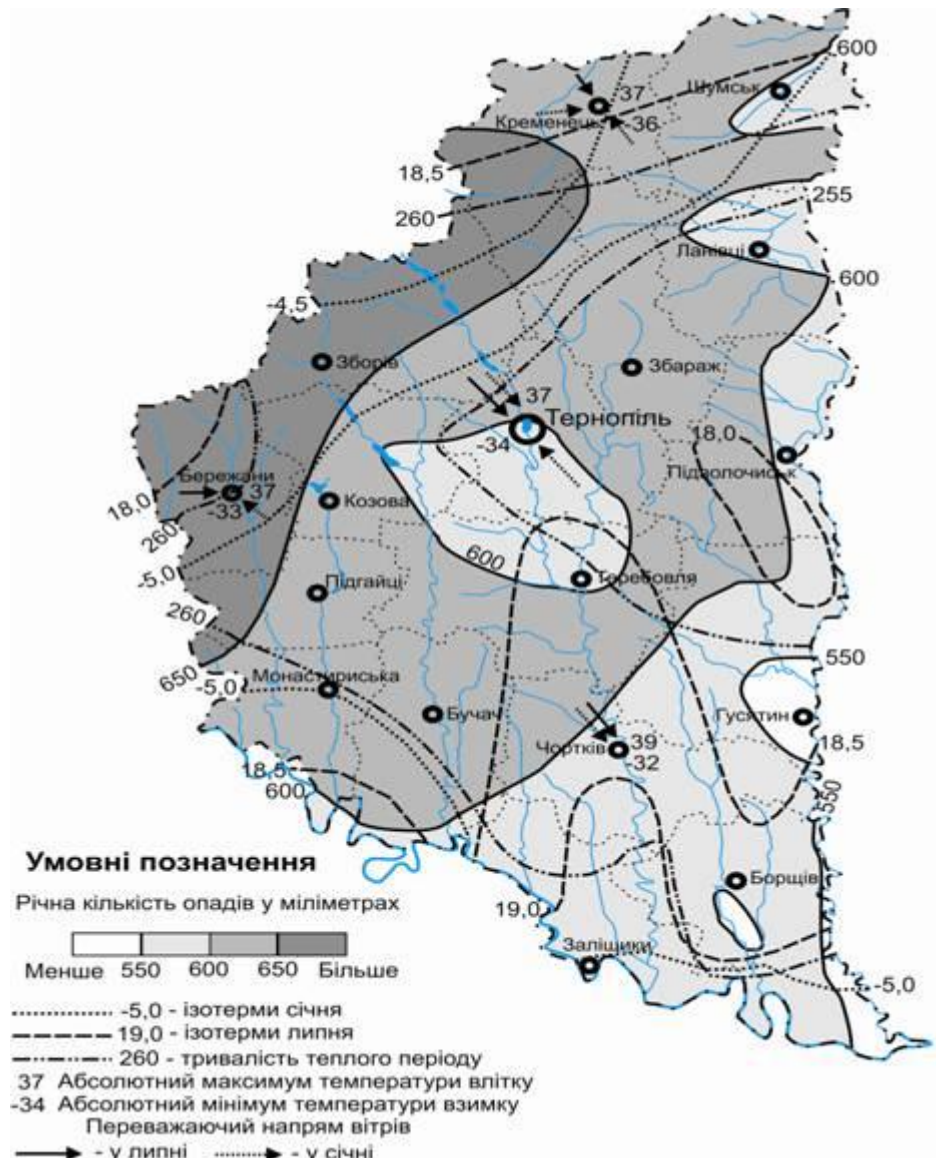 600
Шумськ
37
Кременець
-36
18,5
260
255
Ланівці
600
-4,5
Зборів
Збараж
37
Тернопіль
-34
18,0
Підволочиськ
Бережани
37
-33
18,0
Козова
260
-5,0
600
Теребовля
Підгайці
260
650
Монастириська
550
-5,0
Бучач
Гусятин
39
Чортків
-32
18,5
18,5
600
550
Борщів
19,0
Заліщики
-5,0
Умовні позначення
Річна кількість опадів у міліметрах
Менше 550 600 650 Більше
-5,0 - ізотерми січня
19,0 - ізотерми липня
260 - тривалість теплого періоду
37 Абсолютний максимум температури влітку
-34 Абсолютний мінімум температури взимку
Переважаючий напрям вітрів
- у липні - у січні